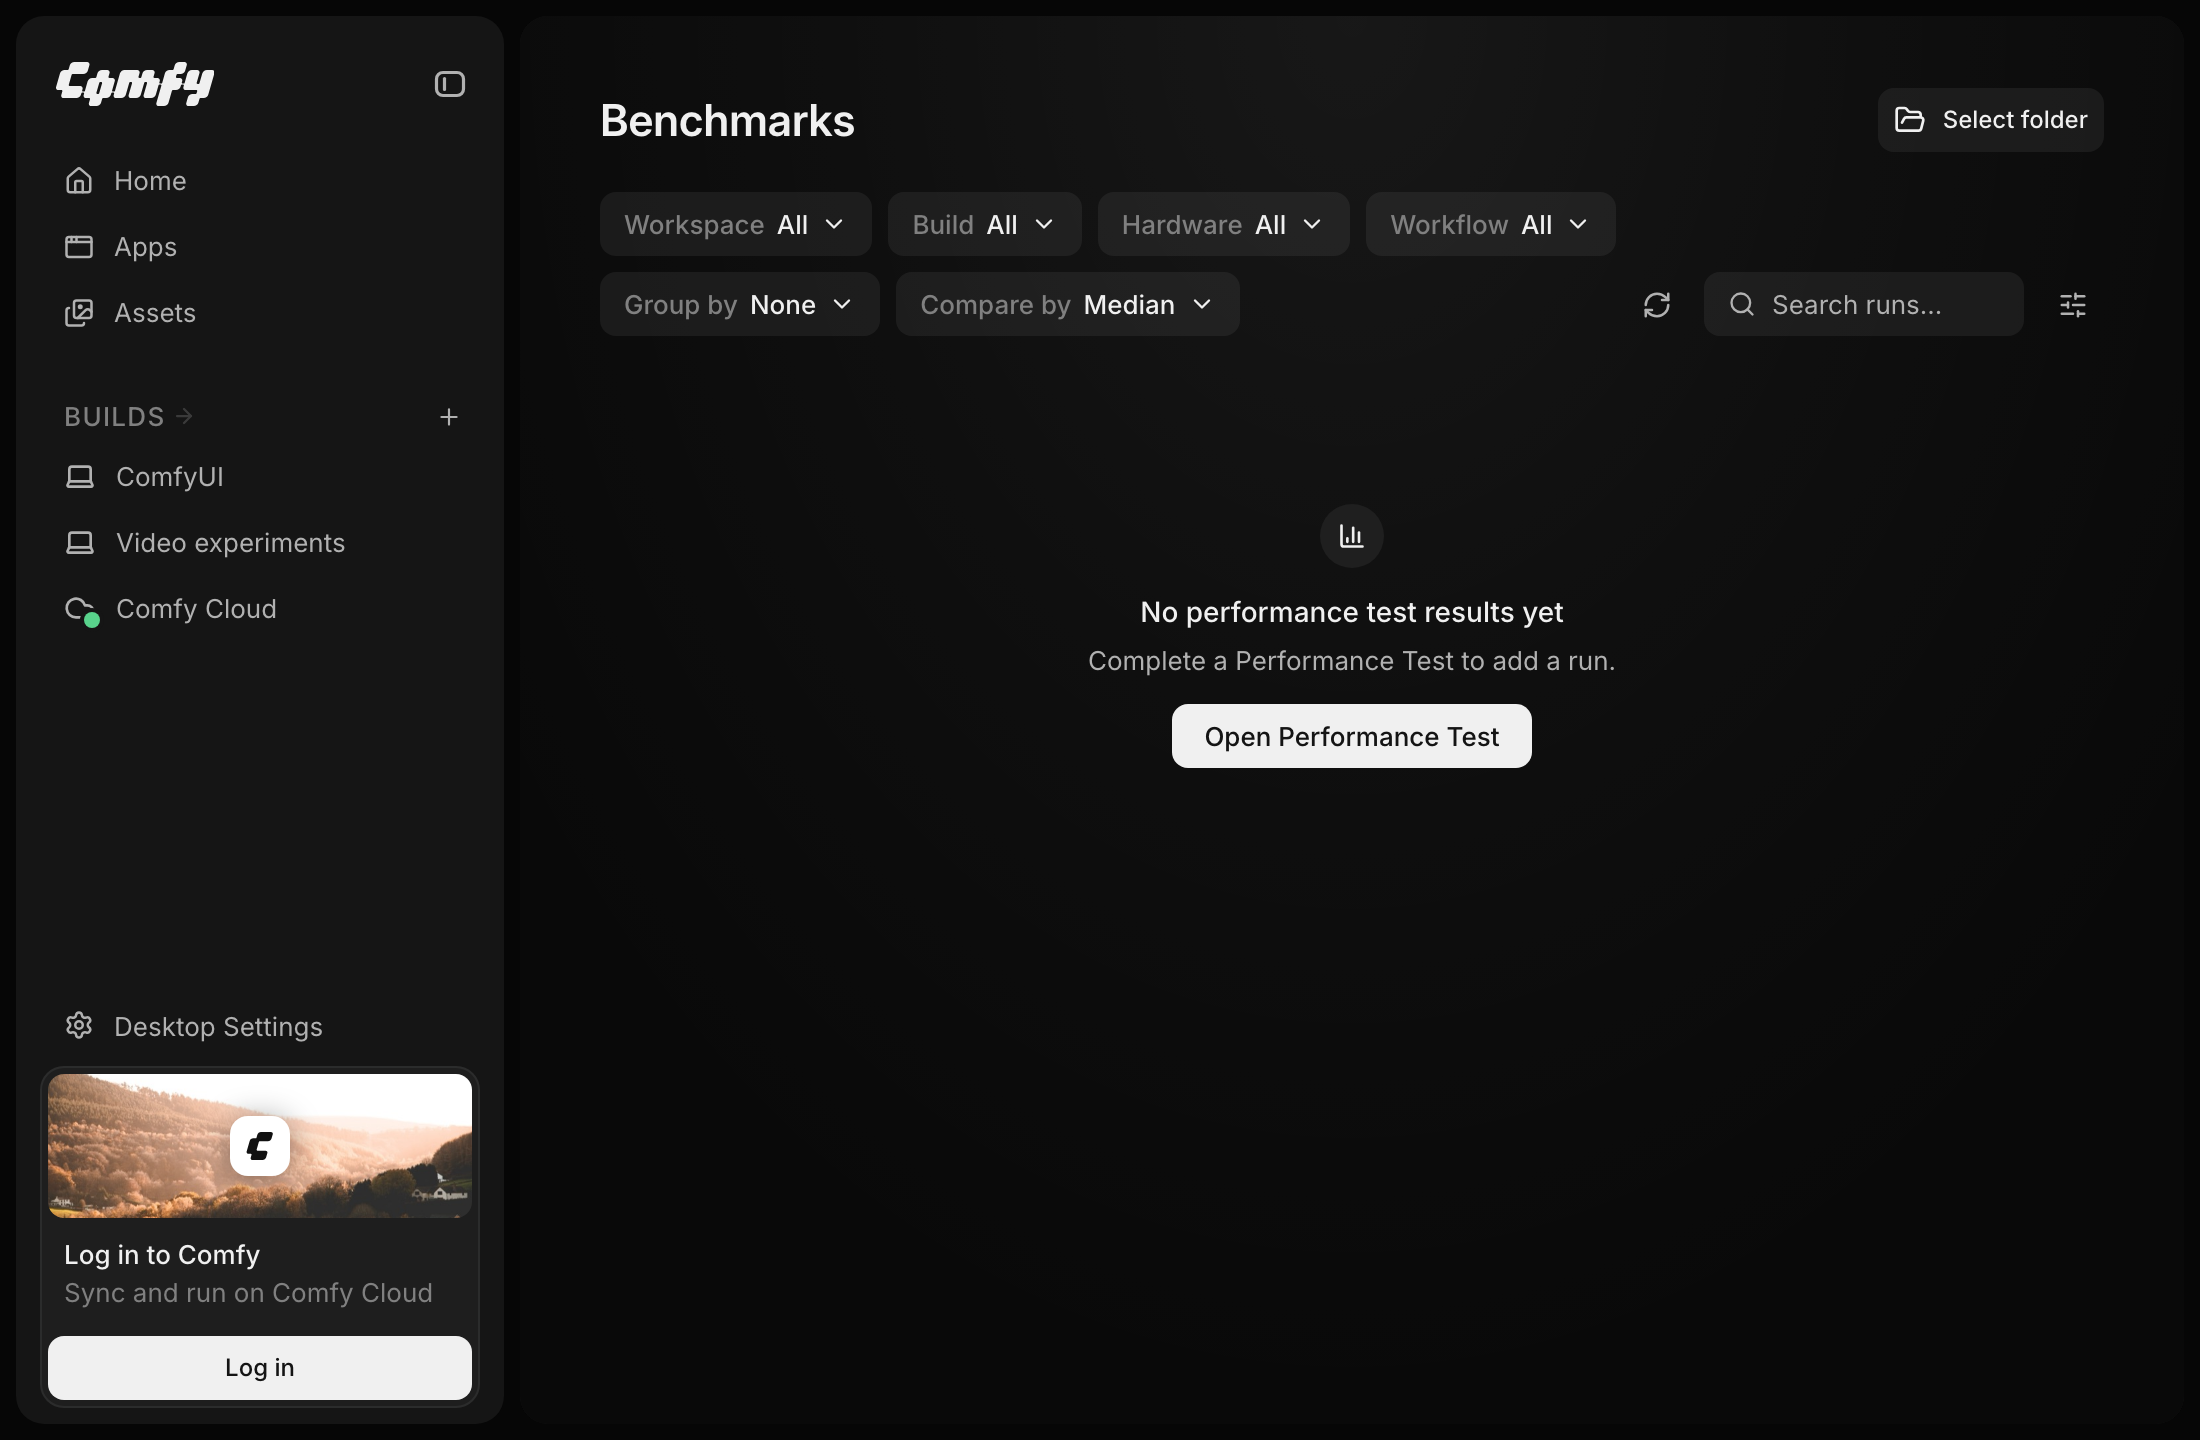 Comfy
Home
Apps
Assets
BUILDS
ComfyUI
Video experiments
Comfy Cloud
Desktop Settings
Log in to Comfy
Sync and run on Comfy Cloud
Log in
Benchmarks
Select folder
Workspace All
Build All
Hardware All
Workflow All
Group by None
Compare by Median
Search runs...
No performance test results yet
Complete a Performance Test to add a run.
Open Performance Test